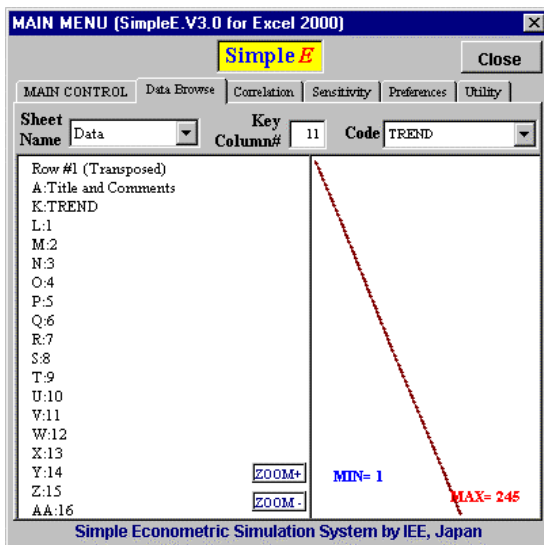 MAIN MENU (SimpleE.V3.0 for Excel 2000)
Simple E
Close
MAIN CONTROL Data Browse Correlation Sensitivity Preferences Utility
Sheet Name Data Key Column# 11 Code TREND
Row #1 (Transposed)
A:Title and Comments
K:TREND
L:1
M:2
N:3
O:4
P:5
Q:6
R:7
S:8
T:9
U:10
V:11
W:12
X:13
Y:14
Z:15
AA:16
ZOOM+
ZOOM-
MIN= 1
MAX= 245
Simple Econometric Simulation System by IEE, Japan